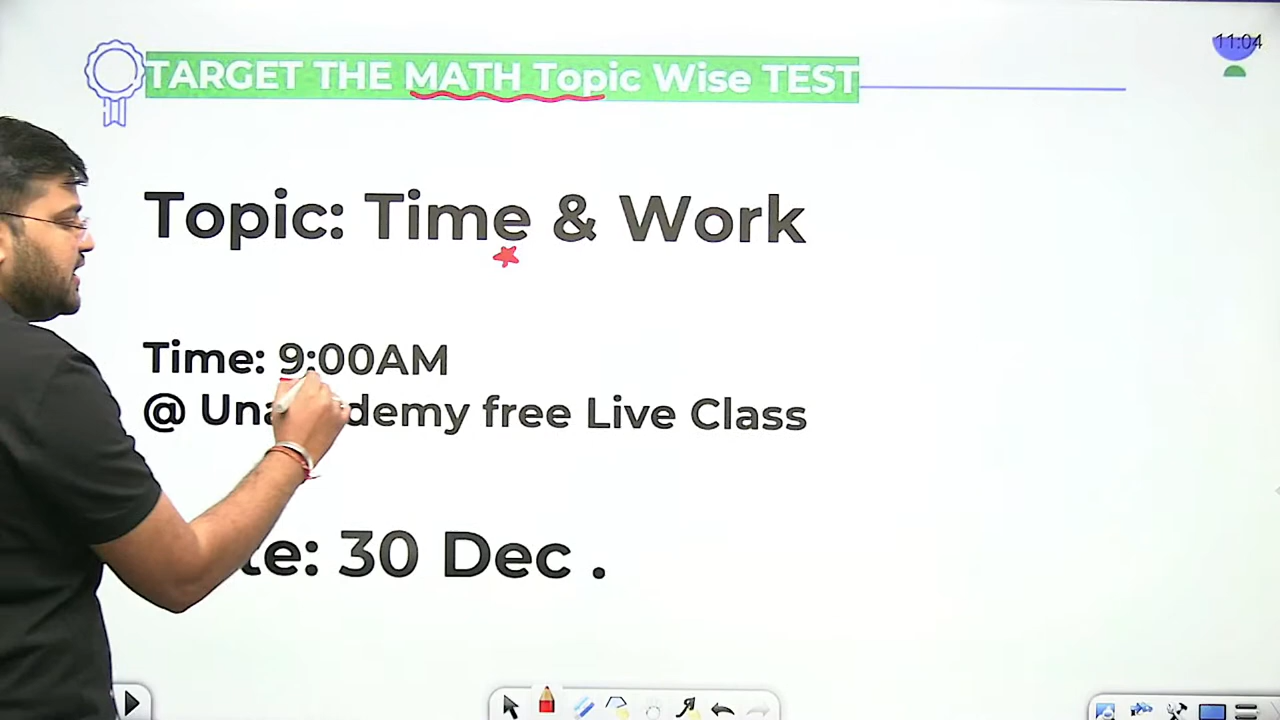 TARGET THE MATH Topic Wise TEST
11:04
Topic: Time & Work
Time: 9:00AM
@ free Live Class
30 Dec .